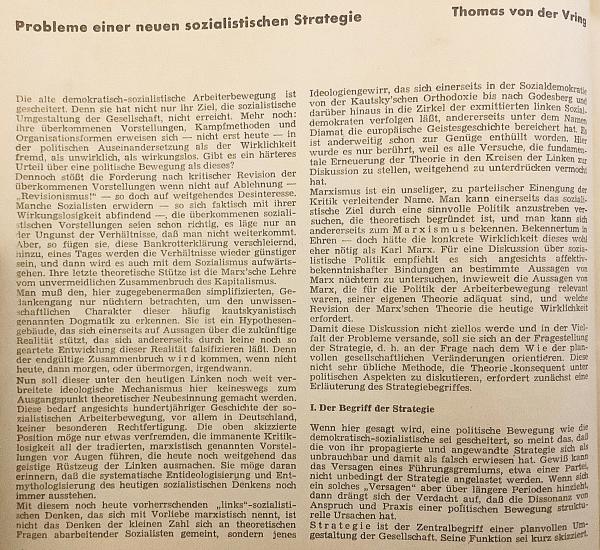 Probleme einer neuen sozialistischen Strategie
Thomas von der Vring
Die alte demokratisch-sozialistische Arbeiterbewegung ist
gescheitert. Denn sie hat nicht nur ihr Ziel, die sozialistische
Umgestaltung der Gesellschaft, nicht erreicht. Mehr noch:
ihre überkommenen Vorstellungen, Kampfmethoden und
Organisationsformen erweisen sich — nicht erst heute — in
der politischen Auseinandersetzung als der Wirklichkeit
fremd, als unwirklich, als wirkungslos. Gibt es ein härteres
Urteil über eine politische Bewegung als dieses?
Dennoch stößt die Forderung nach kritischer Revision der
überkommenen Vorstellungen wenn nicht auf Ablehnung —
„Revisionismus!" — so doch auf weitgehendes Desinteresse.
Manche Sozialisten erwidern — so sich faktisch mit ihrer
Wirkungslosigkeit abfindend —, die überkommenen soziali-
stischen Vorstellungen seien schon richtig, es läge nur an
der Ungunst der Verhältnisse, daß man nicht weiterkommt.
Aber, so fügen sie, diese Bankrotterklärung verschleiernd,
hinzu, eines Tages werden die Verhältnisse wieder günstiger
sein, und dann wird es auch mit dem Sozialismus aufwärts-
gehen. Ihre letzte theoretische Stütze ist die Marx'sche Lehre
vom unvermeidlichen Zusammenbruch des Kapitalismus.
Man muß den, hier zugegebenermaßen simplifizierten, Ge-
dankengang nur nüchtern betrachten, um den unwissen-
schaftlichen Charakter dieser häufig kautskyanistisch
genannten Dogmatik zu erkennen. Sie ist ein Hypothesen-
gebäude, das sich einerseits auf Aussagen über die zukünftige
Realität stützt, das sich andererseits durch keine noch so
geartete Entwicklung dieser Realität falsifizieren läßt. Denn
der endgültige Zusammenbruch wird kommen, wenn nicht
heute, dann morgen, oder übermorgen, irgendwann.
Nun soll dieser unter den heutigen Linken noch weit ver-
breitete ideologische Mechanismus hier keineswegs zum
Ausgangspunkt theoretischer Neubesinnung gemacht werden.
Diese bedarf angesichts hundertjähriger Geschichte der so-
zialistischen Arbeiterbewegung, vor allem in Deutschland,
keiner besonderen Rechtfertigung. Die oben skizzierte
Position möge nur etwas verfremden, die immanente Kritik-
losigkeit all der tradierten, marxistisch genannten Vorstel-
lungen vor Augen führen, die heute noch weitgehend das
geistige Rüstzeug der Linken ausmachen. Sie möge daran
erinnern, daß die systematische Entideologisierung und Ent-
mythologisierung des heutigen sozialistischen Denkens noch
immer ausstehen.
Mit diesem noch heute vorherrschenden „links"-sozialisti-
schen Denken, das sich mit Vorliebe marxistisch nennt, ist
nicht das Denken der kleinen Zahl sich an theoretischen
Fragen abarbeitender Sozialisten gemeint, sondern jenes
Ideologiengewirr, das sich einerseits in der Sozialdemokratie
von der Kautsky'schen Orthodoxie bis nach Godesberg und
darüber hinaus in die Zirkel der exmittierten linken Sozial-
demokraten verfolgen läßt, andererseits unter dem Namen
Diamat die europäische Geistesgeschichte bereichert hat. Es
ist anderweitig schon zur Genüge enthüllt worden. Hier
wurde es nur berührt, weil es alle Versuche, die fundamen-
tale Erneuerung der Theorie in den Kreisen der Linken zur
Diskussion zu stellen, weitgehend zu unterdrücken vermocht
hat.
Marxismus ist ein unseliger, zu parteilischer Einengung der
Kritik verleitender Name. Man kann einerseits das soziali-
stische Ziel durch eine sinnvolle Politik anzustreben ver-
suchen, die theoretisch begründet ist, und man kann sich
andererseits zum Marxismus bekennen. Bekennertum in
Ehren — doch hätte die konkrete Wirklichkeit dieses wohl
eher nötig als Karl Marx. Für eine Diskussion über sozia-
listische Politik empfiehlt es sich angesichts affektiv-
bekenntnishafter Bindungen an bestimmte Aussagen von
Marx nüchtern zu untersuchen, inwieweit die Aussagen von
Marx, die für die Politik der Arbeiterbewegung relevant
waren, seiner eigenen Theorie adäquat sind, und welche
Revision der Marx'schen Theorie die heutige Wirklichkeit
erfordert.
Damit diese Diskussion nicht ziellos werde und in der Viel-
falt der Probleme versande, soll sie sich an der Fragestellung
der Strategie, d. h. an der Frage nach dem Wie der plan-
vollen gesellschaftlichen Veränderungen orientieren. Diese
nicht sehr übliche Methode, die Theorie konsequent unter
politischen Aspekten zu diskutieren, erfordert zunächst eine
Erläuterung des Strategiebegriffes.
I. Der Begriff der Strategie
Wenn hier gesagt wird, eine politische Bewegung wie die
demokratisch-sozialistische sei gescheitert, so meint das, daß
die von ihr propagierte und angewandte Strategie sich als
unbrauchbar und damit als falsch erwiesen hat. Gewiß kann
das Versagen eines Führungsgremiums, etwa einer Partei,
nicht unbedingt der Strategie angelastet werden. Wenn sich
ein solches „Versagen" aber über längere Perioden hinzieht,
dann drängt sich der Verdacht auf, daß die Dissonanz von
Anspruch und Praxis einer politischen Bewegung struktu-
relle Ursachen hat.
Strategie ist der Zentralbegriff einer planvollen Um-
gestaltung der Gesellschaft. Seine Funktion sei kurz skizziert.